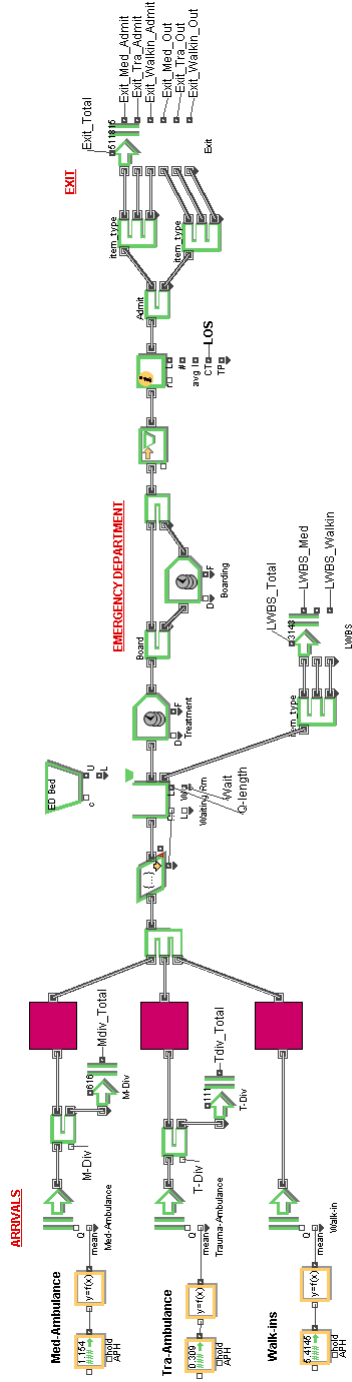 ARRIVALS
Med-Ambulance
1.154
hold
APH
y=f(x)
Q
mean
Med-Ambulance
M-Div
616
M-Div
Mdiv_Total
Tra-Ambulance
0.309
hold
APH
y=f(x)
Q
mean
Trauma-Ambulance
T-Div
111
T-Div
Tdiv_Total
Walk-ins
5.4145
hold
APH
y=f(x)
Q
mean
Walk-in
EMERGENCY DEPARTMENT
ED Bed
c
U
L
Waiting Rm
L
W
Wait
Q-length
D
F
Treatment
Board
D
F
Boarding
item_type
LWBS_Total
3143
LWBS_Med
LWBS_Walkin
LWBS
#
avg l
CT
TP
LOS
EXIT
Admit
item_type
Exit_Total
511815
Exit_Med_Admit
Exit_Tra_Admit
Exit_Walkin_Admit
Exit_Med_Out
Exit_Tra_Out
Exit_Walkin_Out
Exit